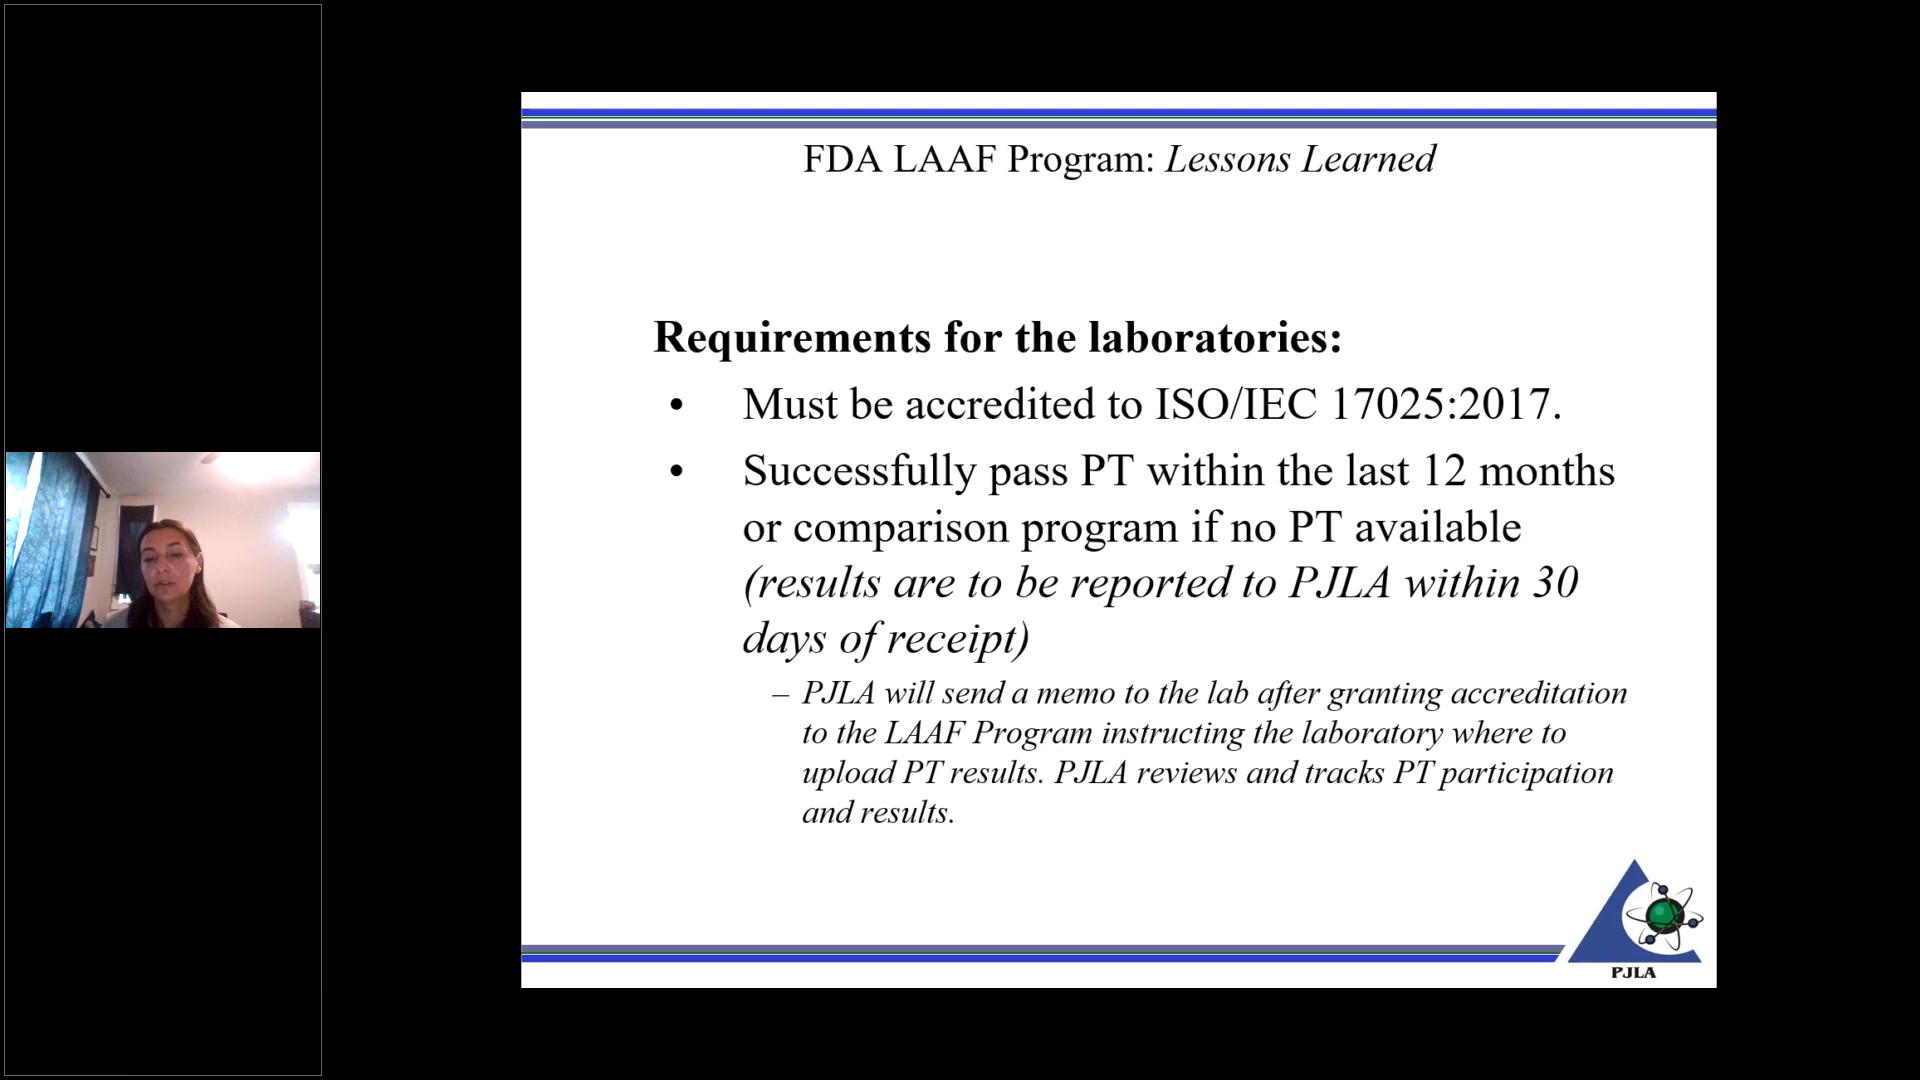 FDA LAAF Program: Lessons Learned
Requirements for the laboratories:
• Must be accredited to ISO/IEC 17025:2017.
• Successfully pass PT within the last 12 months
or comparison program if no PT available
(results are to be reported to PJLA within 30
days of receipt)
– PJLA will send a memo to the lab after granting accreditation
to the LAAF Program instructing the laboratory where to
upload PT results. PJLA reviews and tracks PT participation
and results.
PJLA